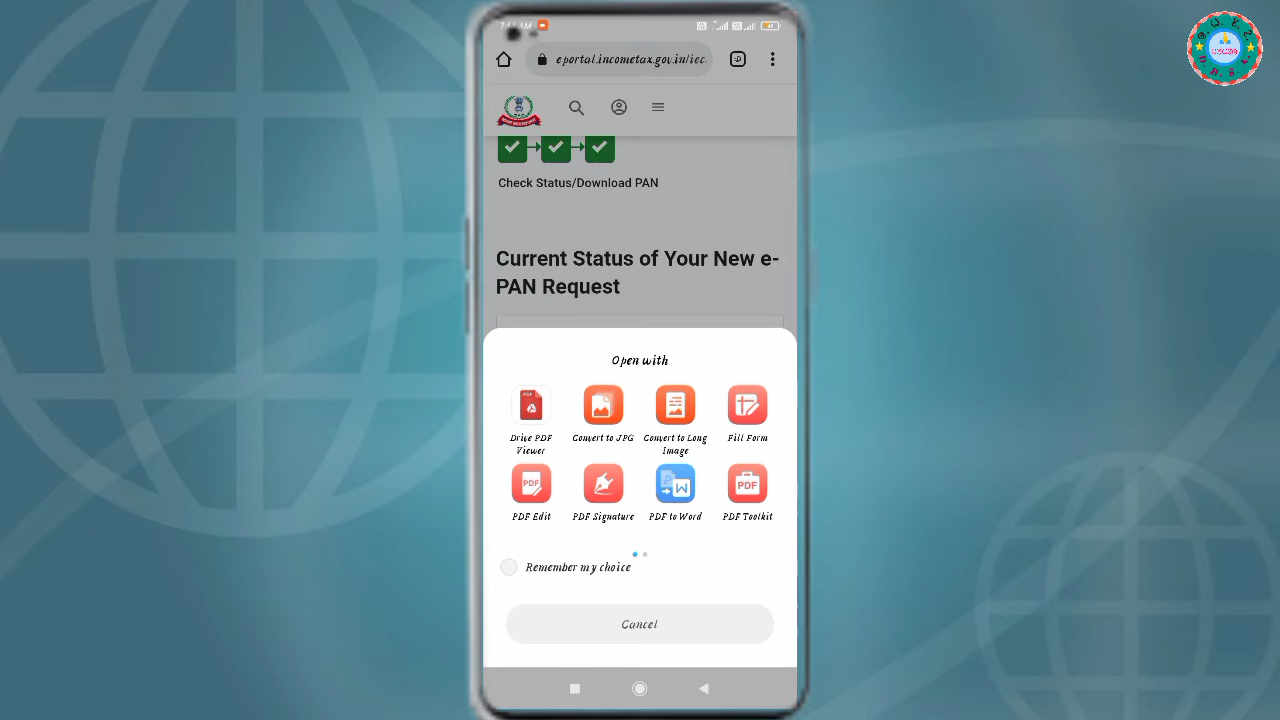 eportal.incometax.gov.in/iec.
Check Status/Download PAN
Current Status of Your New e-
PAN Request
Open with
Drive PDF
Viewer
Convert to JPG
Convert to Long
Image
Fill Form
PDF Edit
PDF Signature
PDF to Word
PDF
PDF Toolkit
Remember my choice
Cancel